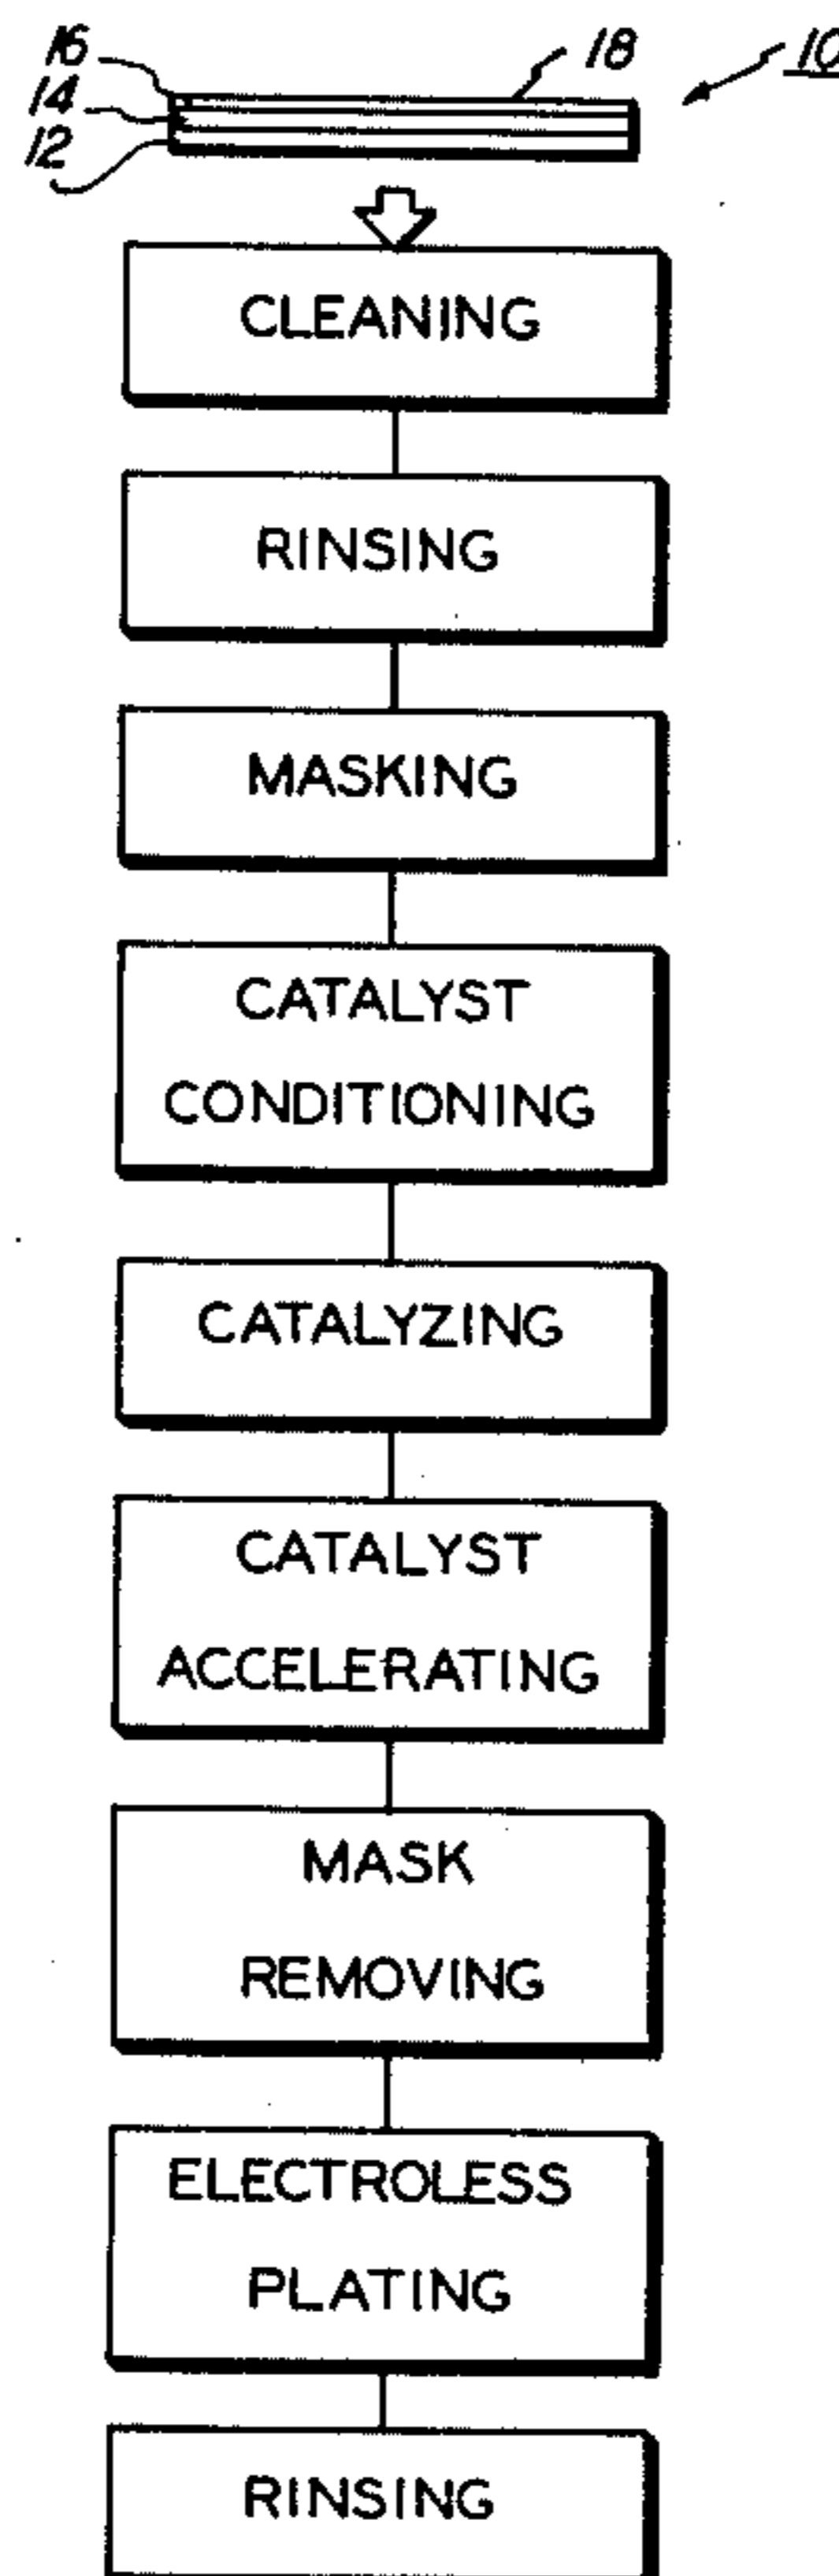 16
18
10
14
12
CLEANING
RINSING
MASKING
CATALYST
CONDITIONING
CATALYZING
CATALYST
ACCELERATING
MASK
REMOVING
ELECTROLESS
PLATING
RINSING